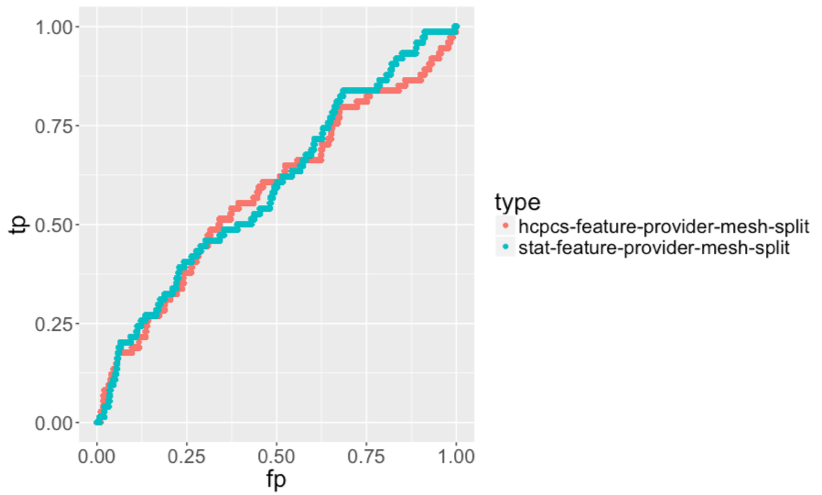 1.00
0.75
0.50
0.25
0.00
tp
0.00 0.25 0.50 0.75 1.00
fp
type
hcpcs-feature-provider-mesh-split
stat-feature-provider-mesh-split